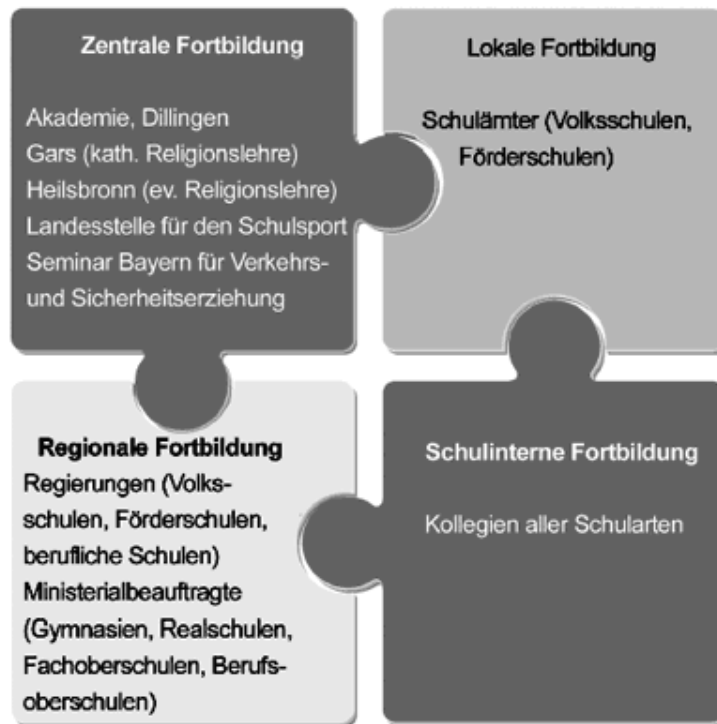 Zentrale Fortbildung
Akademie, Dillingen
Gars (kath. Religionslehre)
Heilsbronn (ev. Religionslehre)
Landesstelle für den Schulsport
Seminar Bayern für Verkehrs-
und Sicherheitserziehung
Lokale Fortbildung
Schulämter (Volksschulen,
Förderschulen)
Regionale Fortbildung
Regierungen (Volks-
schulen, Förderschulen,
berufliche Schulen)
Ministerialbeauftragte
(Gymnasien, Realschulen,
Fachoberschulen, Berufs-
oberschulen)
Schulinterne Fortbildung
Kollegien aller Schularten